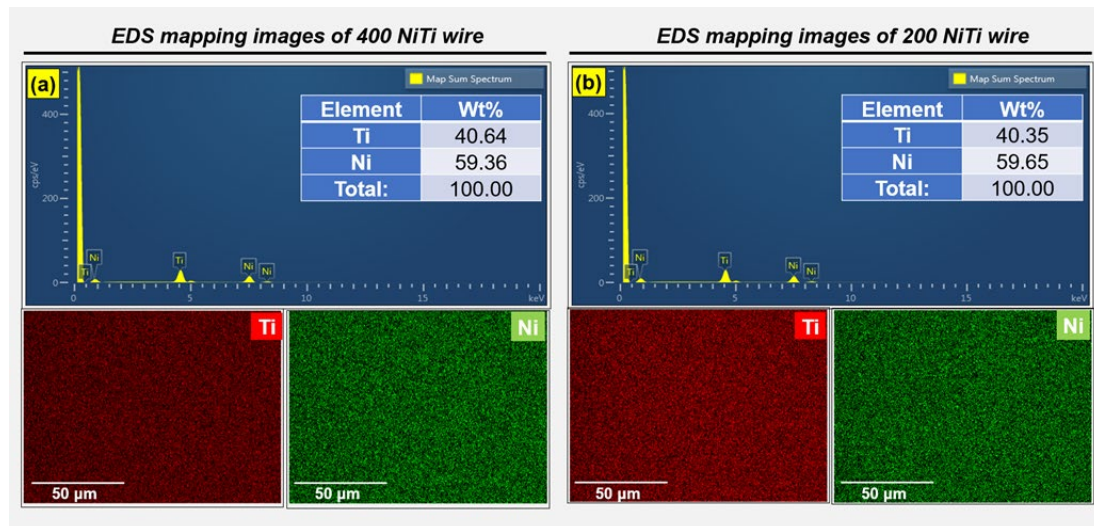 EDS mapping images of 400 NiTi wire
(a)
Map Sum Spectrum
Element Wt%
Ti 40.64
Ni 59.36
Total: 100.00
400
cps/eV
200
0
Ti
Ni
Ti
Ni
Ni
0 5 10 15 keV
Ti
50 µm
Ni
50 µm
EDS mapping images of 200 NiTi wire
(b)
Map Sum Spectrum
Element Wt%
Ti 40.35
Ni 59.65
Total: 100.00
400
cps/eV
200
0
Ti
Ni
Ti
Ni
Ni
0 5 10 15 keV
Ti
50 µm
Ni
50 µm